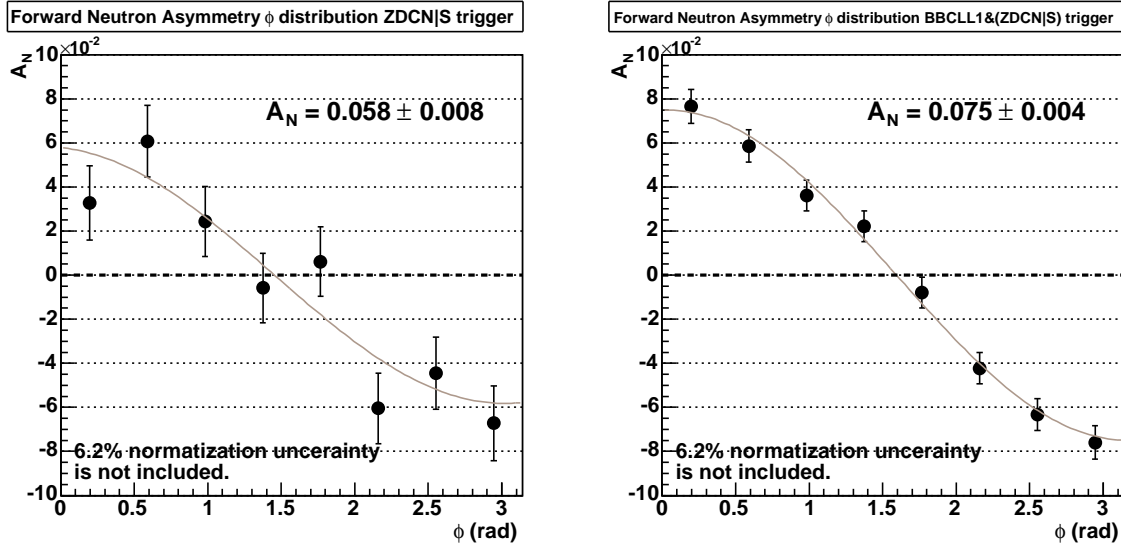 Forward Neutron Asymmetry ϕ distribution ZDCN|S trigger
×10⁻²
A_N
10
8
6
4
2
0
-2
-4
-6
-8
-10
A_N = 0.058 ± 0.008
6.2% normatization uncerainty
is not included.
0 0.5 1 1.5 2 2.5 3
ϕ (rad)
Forward Neutron Asymmetry ϕ distribution BBCLL1&(ZDCN|S) trigger
×10⁻²
A_N
10
8
6
4
2
0
-2
-4
-6
-8
-10
A_N = 0.075 ± 0.004
6.2% normatization uncerainty
is not included.
0 0.5 1 1.5 2 2.5 3
ϕ (rad)